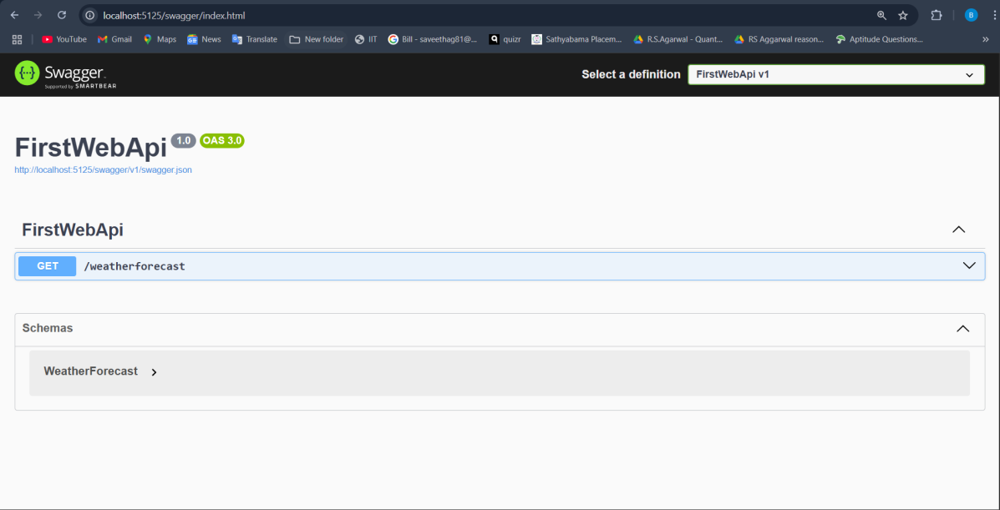 localhost:5125/swagger/index.html
B
YouTube Gmail Maps News Translate New folder IIT Bill - saveethag81@... quizr Sathyabama Placem... R.S.Agarwal - Quant... RS Aggarwal reason... Aptitude Questions... »
{···} Swagger. Select a definition FirstWebApi v1
Supported by SMARTBEAR
FirstWebApi 1.0 OAS 3.0
http://localhost:5125/swagger/v1/swagger.json
FirstWebApi
GET /weatherforecast
Schemas
WeatherForecast